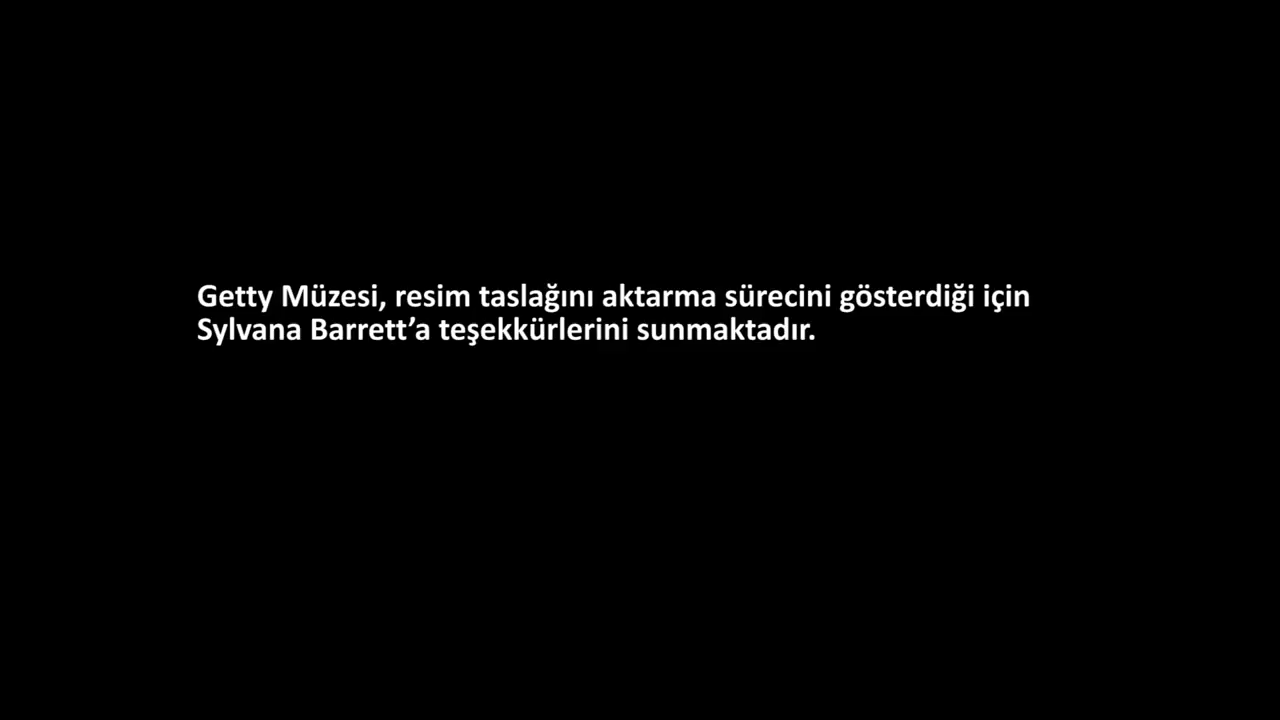 Getty Müzesi, resim taslağını aktarma sürecini gösterdiği için
Sylvana Barrett’a teşekkürlerini sunmaktadır.